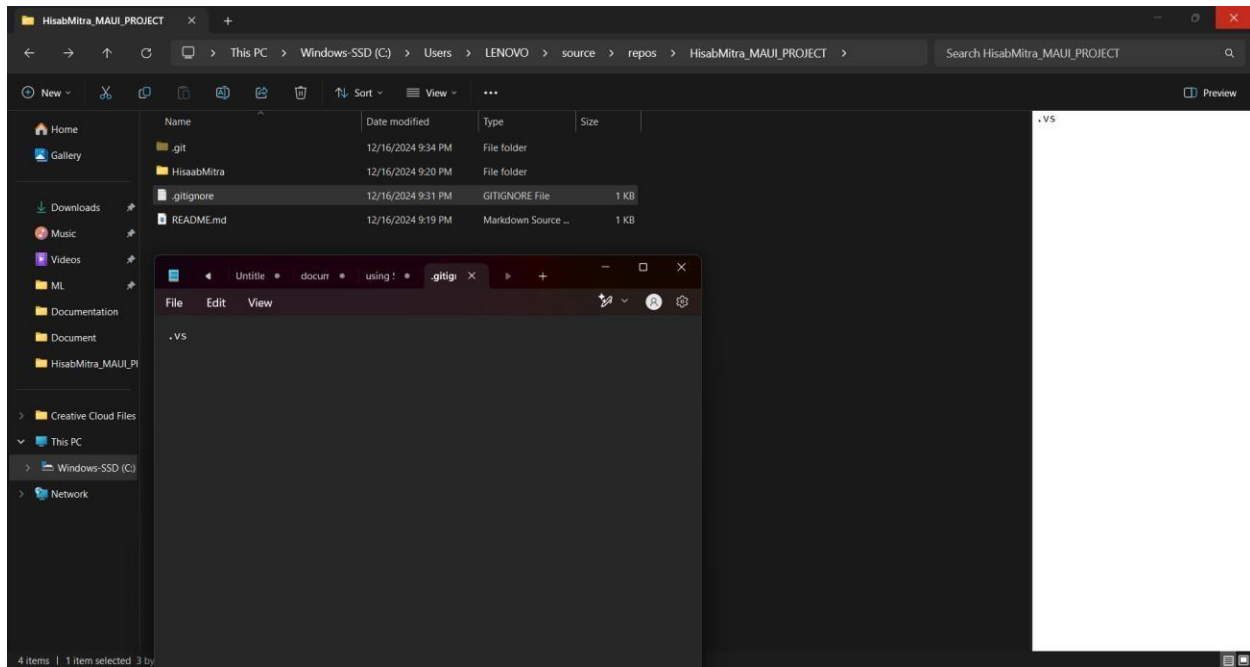 HisabMitra_MAUI_PROJECT
This PC > Windows-SSD (C:) > Users > LENOVO > source > repos > HisabMitra_MAUI_PROJECT >
Search HisabMitra_MAUI_PROJECT
New
Sort
View
Preview
Home
Gallery
Downloads
Music
Videos
ML
Documentation
Document
HisabMitra_MAUI_PI
Creative Cloud Files
This PC
Windows-SSD (C:)
Network
Name Date modified Type Size
.git 12/16/2024 9:34 PM File folder
HisaabMitra 12/16/2024 9:20 PM File folder
.gitignore 12/16/2024 9:31 PM GITIGNORE File 1 KB
README.md 12/16/2024 9:19 PM Markdown Source ... 1 KB
.vs
Untitle docum using .gitig
File Edit View
.vs
4 items | 1 item selected 3 by